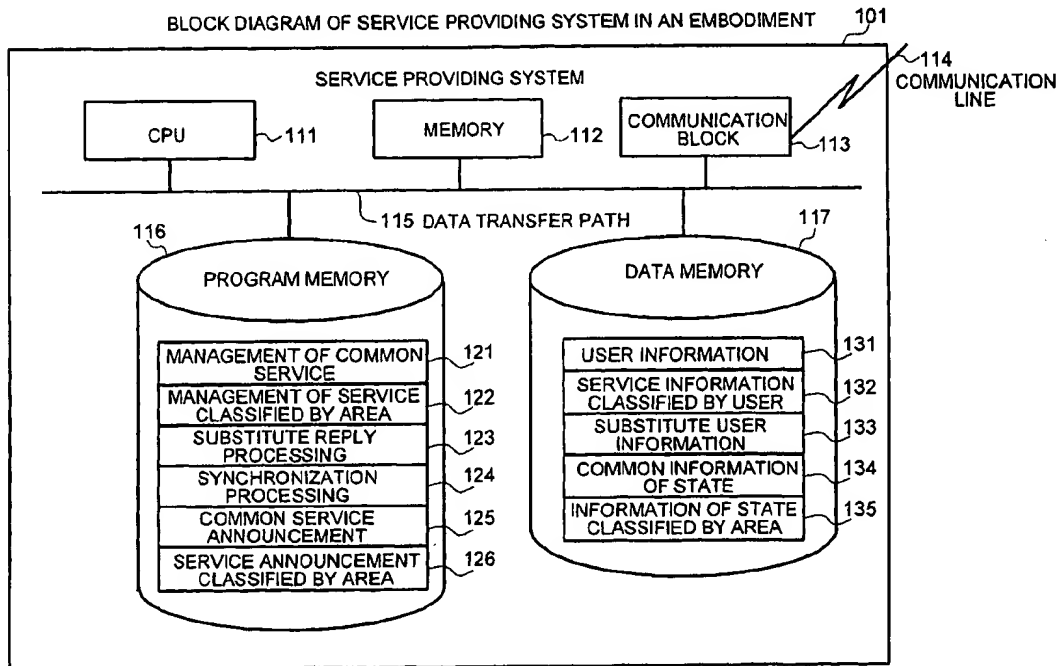 BLOCK DIAGRAM OF SERVICE PROVIDING SYSTEM IN AN EMBODIMENT
101
114
COMMUNICATION
LINE
SERVICE PROVIDING SYSTEM
CPU
111
MEMORY
112
COMMUNICATION
BLOCK
113
115 DATA TRANSFER PATH
116
PROGRAM MEMORY
MANAGEMENT OF COMMON
SERVICE
121
MANAGEMENT OF SERVICE
CLASSIFIED BY AREA
122
SUBSTITUTE REPLY
PROCESSING
123
SYNCHRONIZATION
PROCESSING
124
COMMON SERVICE
ANNOUNCEMENT
125
SERVICE ANNOUNCEMENT
CLASSIFIED BY AREA
126
117
DATA MEMORY
USER INFORMATION
131
SERVICE INFORMATION
CLASSIFIED BY USER
132
SUBSTITUTE USER
INFORMATION
133
COMMON INFORMATION
OF STATE
134
INFORMATION OF STATE
CLASSIFIED BY AREA
135